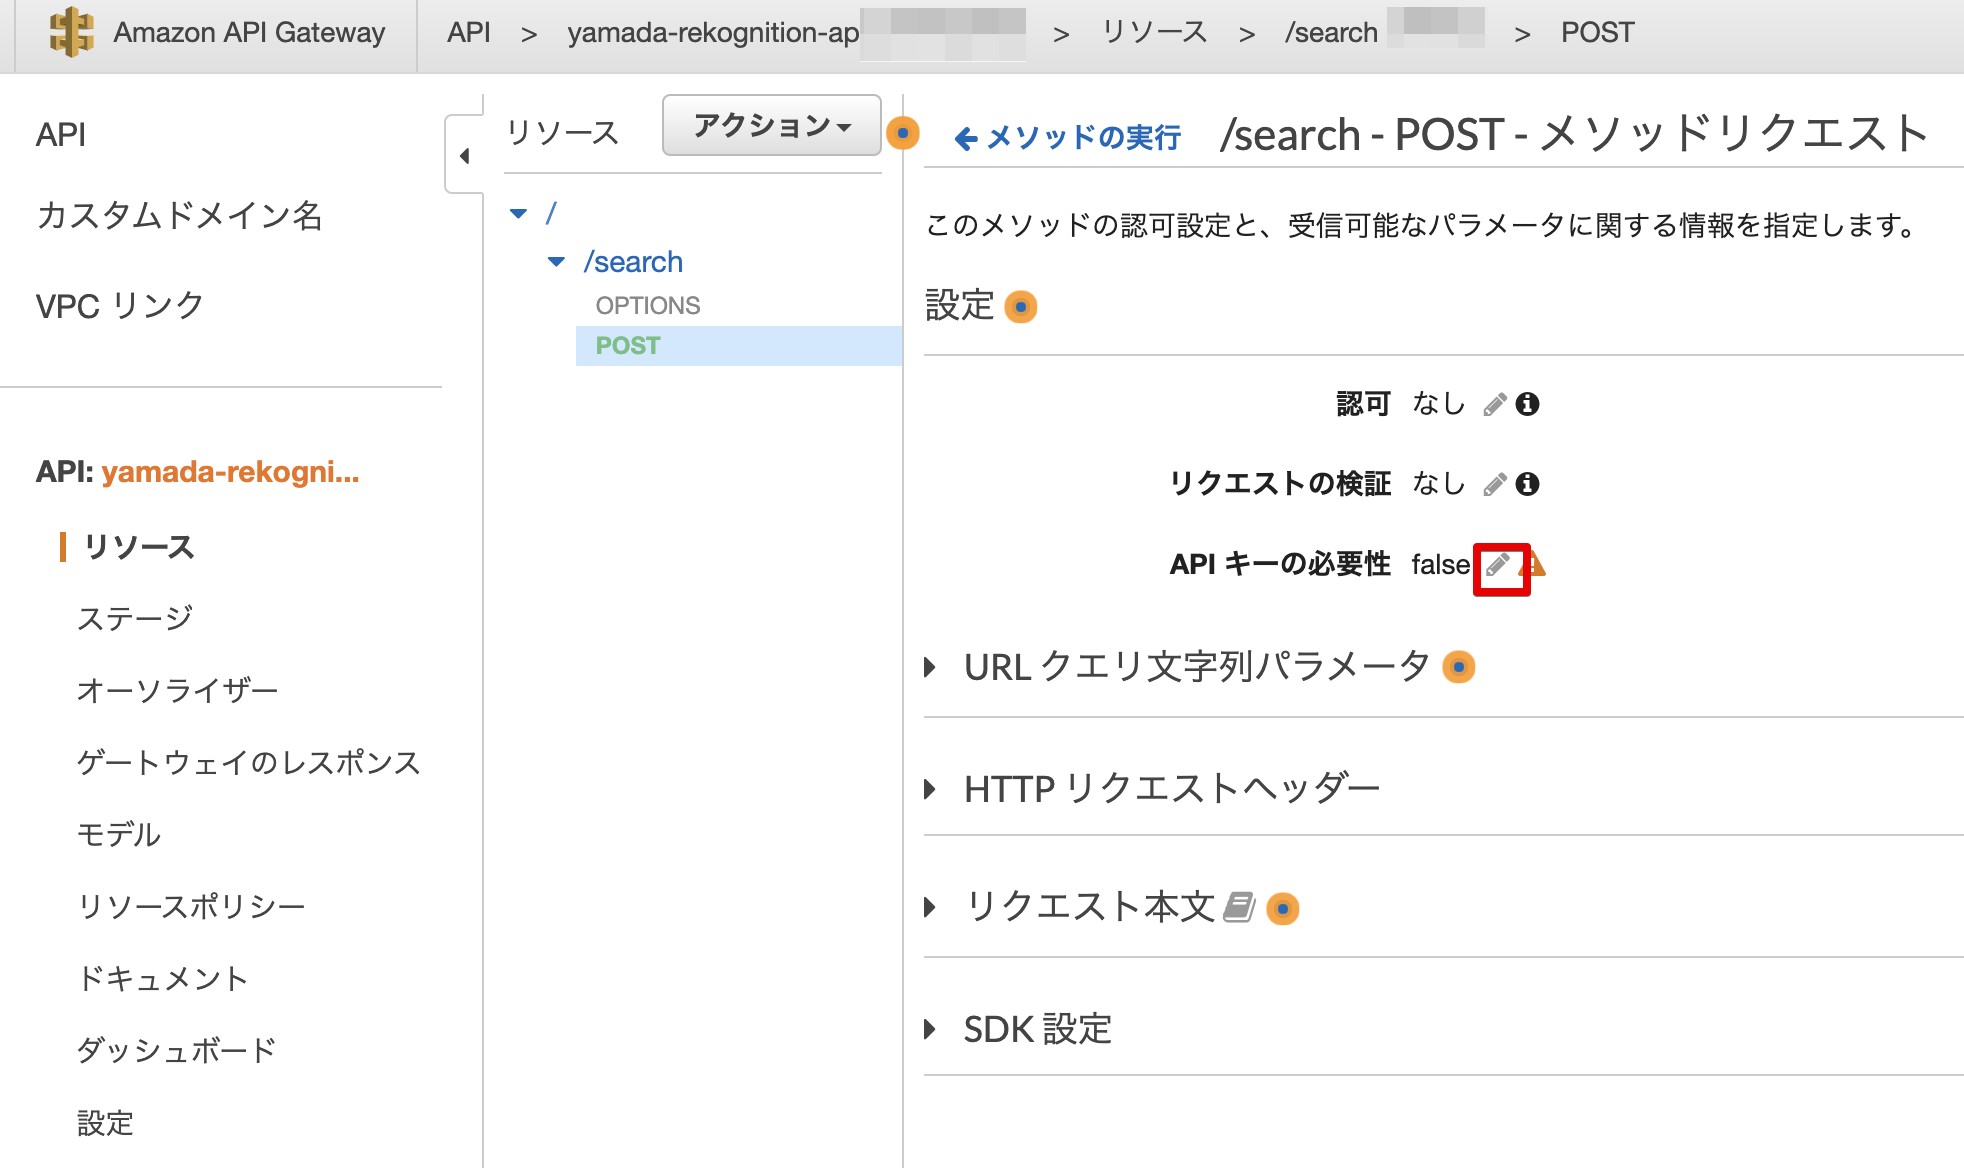 Amazon API Gateway
API > yamada-rekognition-ap > リソース > /search > POST
API
カスタムドメイン名
VPC リンク
API: yamada-rekogni...
リソース
ステージ
オーソライザー
ゲートウェイのレスポンス
モデル
リソースポリシー
ドキュメント
ダッシュボード
設定
リソース
アクション
/
/search
OPTIONS
POST
メソッドの実行
/search - POST - メソッドリクエスト
このメソッドの認可設定と、受信可能なパラメータに関する情報を指定します。
設定
認可 なし
リクエストの検証 なし
API キーの必要性 false
URL クエリ文字列パラメータ
HTTP リクエストヘッダー
リクエスト本文
SDK 設定